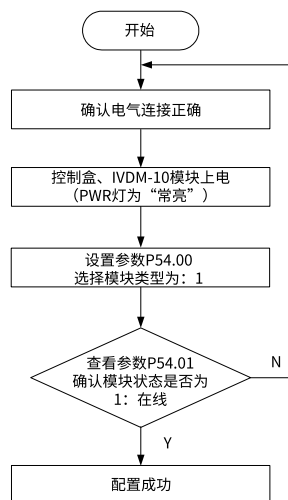 开始
确认电气连接正确
控制盒、IVDM-10模块上电
（PWR灯为“常亮”）
设置参数P54.00
选择模块类型为：1
查看参数P54.01
确认模块状态是否为
1：在线
N
Y
配置成功